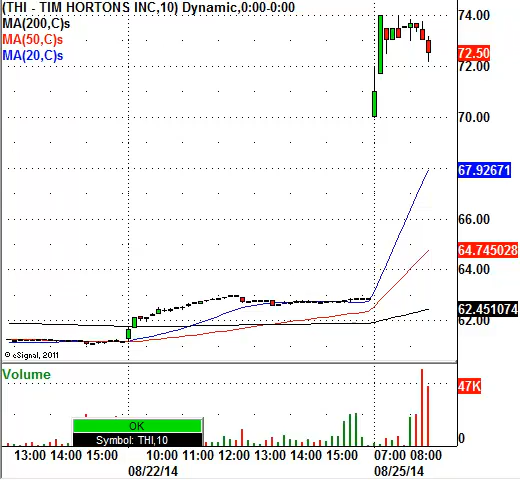 (THI - TIM HORTONS INC,10) Dynamic,0:00-0:00
MA(200,C)s
MA(50,C)s
MA(20,C)s
74.00
72.50
72.00
70.00
67.92671
66.00
64.745028
64.00
62.451074
62.00
© eSignal, 2011
Volume
47K
0
OK
Symbol: THI,10
13:00 14:00 15:00 10:00 11:00 12:00 13:00 14:00 15:00 07:00 08:00
08/22/14 08/25/14